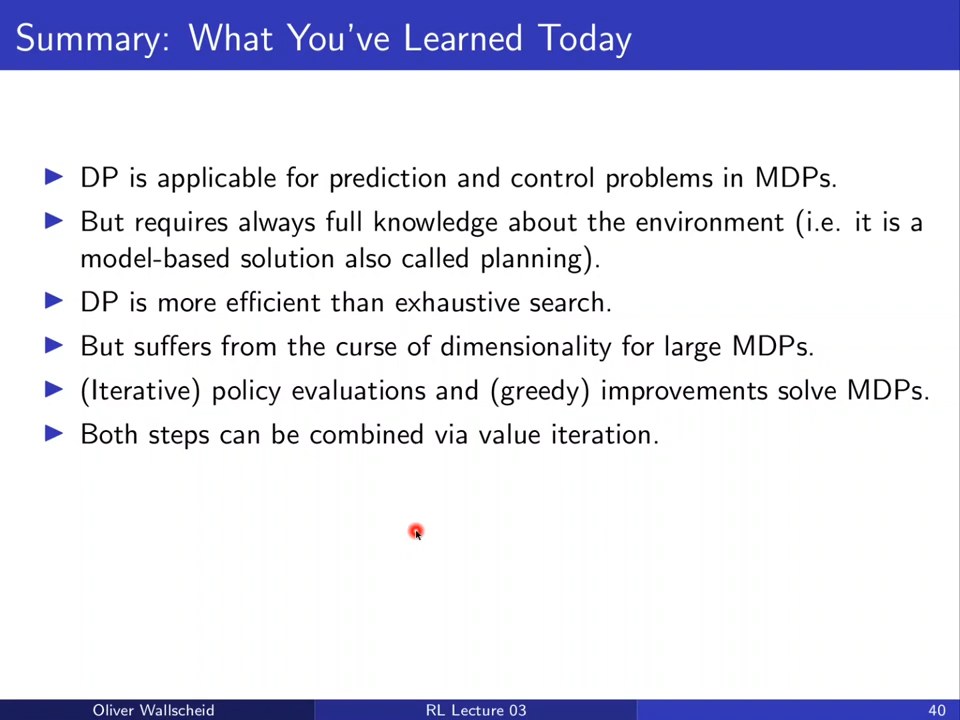 Summary: What You've Learned Today
DP is applicable for prediction and control problems in MDPs.
But requires always full knowledge about the environment (i.e. it is a
model-based solution also called planning).
DP is more efficient than exhaustive search.
But suffers from the curse of dimensionality for large MDPs.
(Iterative) policy evaluations and (greedy) improvements solve MDPs.
Both steps can be combined via value iteration.
Oliver Wallscheid RL Lecture 03 40